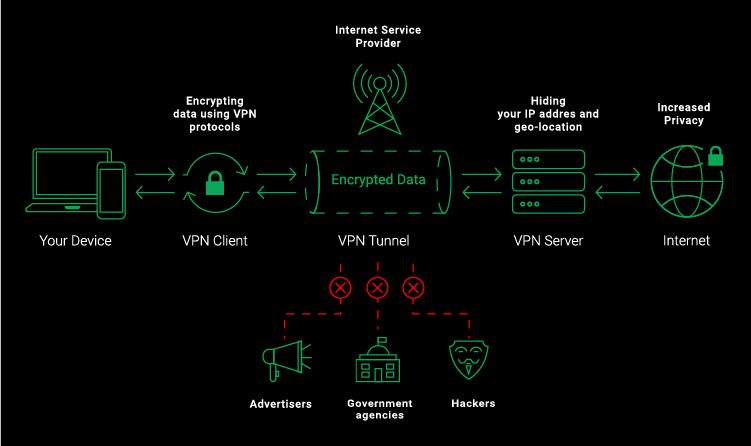 Internet Service
Provider
Encrypting
data using VPN
protocols
Hiding
your IP addres and
geo-location
Increased
Privacy
Encrypted Data
Your Device
VPN Client
VPN Tunnel
VPN Server
Internet
Advertisers
Government
agencies
Hackers